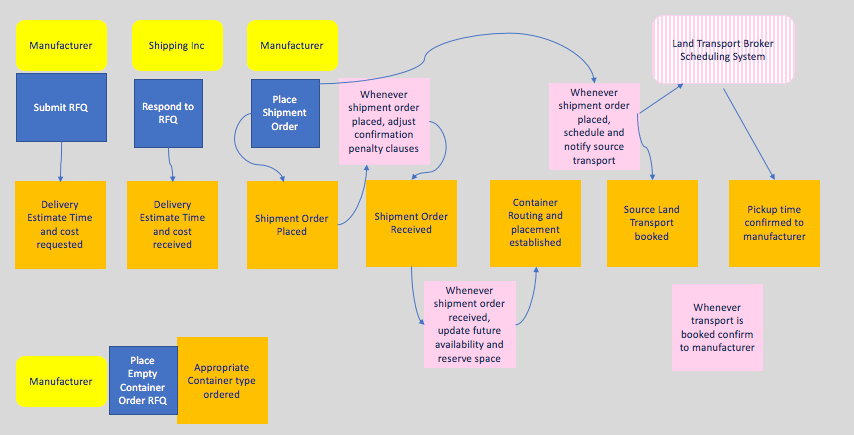 Manufacturer
Submit RFQ
Delivery
Estimate Time
and cost
requested
Shipping Inc
Respond to
RFQ
Delivery
Estimate Time
and cost
received
Manufacturer
Place
Shipment
Order
Shipment Order
Placed
Whenever
shipment order
placed, adjust
confirmation
penalty clauses
Shipment Order
Received
Whenever
shipment order
received,
update future
availability and
reserve space
Container
Routing and
placement
established
Whenever
shipment order
placed,
schedule and
notify source
transport
Source Land
Transport
booked
Land Transport Broker
Scheduling System
Pickup time
confirmed to
manufacturer
Whenever
transport is
booked confirm
to manufacturer
Manufacturer
Place
Empty
Container
Order RFQ
Appropriate
Container type
ordered